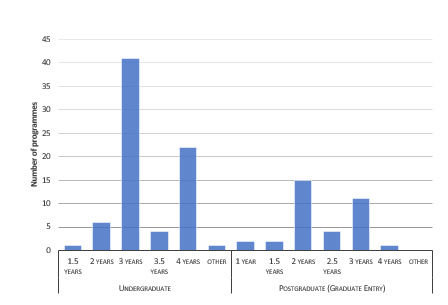 45
40
35
30
25
20
15
10
5
0
Number of programmes
1.5 YEARS
2 YEARS
3 YEARS
3.5 YEARS
4 YEARS
OTHER
1 YEAR
1.5 YEARS
2 YEARS
2.5 YEARS
3 YEARS
4 YEARS
OTHER
UNDERGRADUATE
POSTGRADUATE (GRADUATE ENTRY)